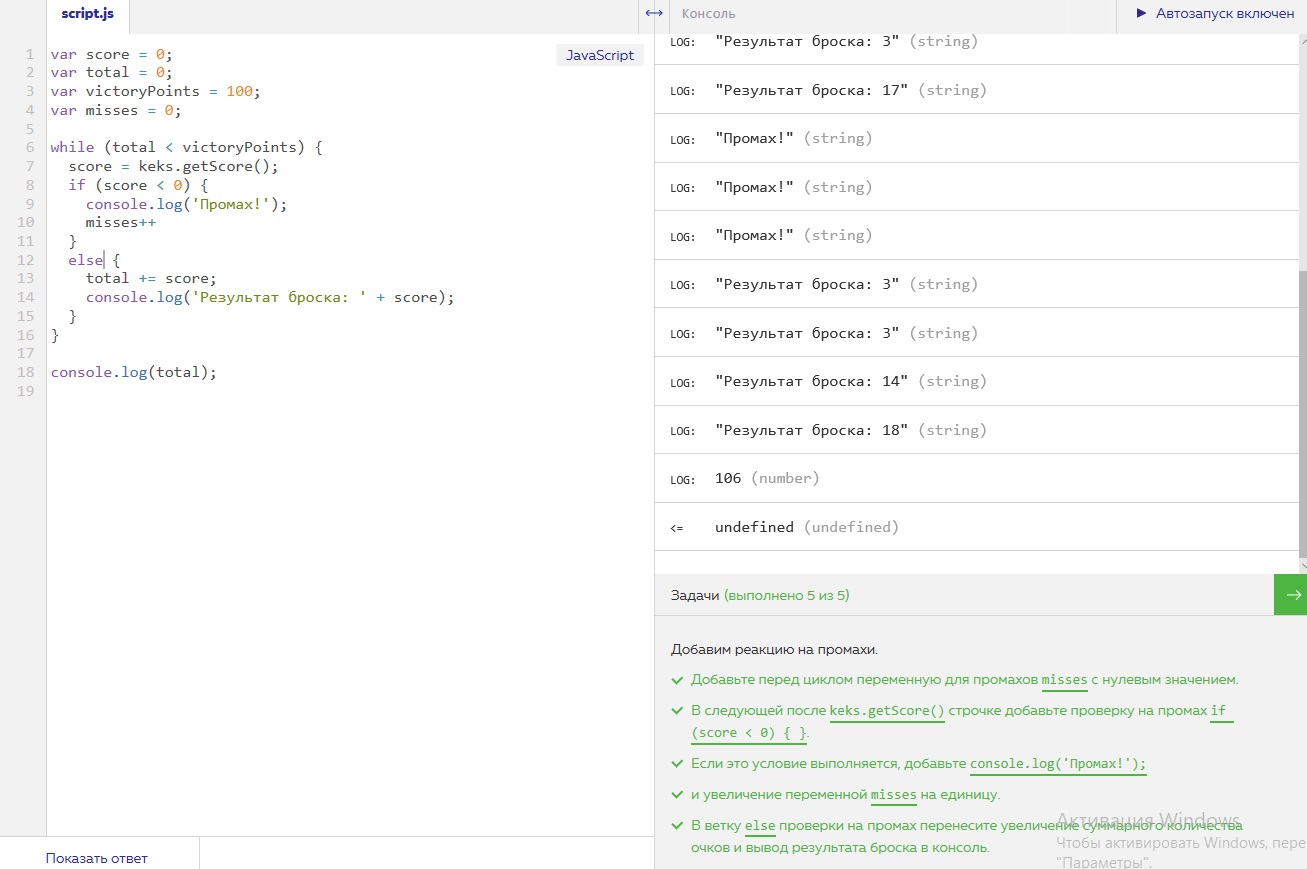 script.js
Консоль
Автозапуск включен
JavaScript
1 var score = 0;
2 var total = 0;
3 var victoryPoints = 100;
4 var misses = 0;
5
6 while (total < victoryPoints) {
7 score = keks.getScore();
8 if (score < 0) {
9 console.log('Промах!');
10 misses++
11 }
12 else {
13 total += score;
14 console.log('Результат броска: ' + score);
15 }
16 }
17
18 console.log(total);
19
Показать ответ
LOG: "Результат броска: 3" (string)
LOG: "Результат броска: 17" (string)
LOG: "Промах!" (string)
LOG: "Промах!" (string)
LOG: "Промах!" (string)
LOG: "Результат броска: 3" (string)
LOG: "Результат броска: 3" (string)
LOG: "Результат броска: 14" (string)
LOG: "Результат броска: 18" (string)
LOG: 106 (number)
<= undefined (undefined)
Задачи (выполнено 5 из 5)
Добавим реакцию на промахи.
Добавьте перед циклом переменную для промахов misses с нулевым значением.
В следующей после keks.getScore() строчке добавьте проверку на промах if
(score < 0) { }.
Если это условие выполняется, добавьте console.log('Промах!');
и увеличение переменной misses на единицу.
В ветку else проверки на промах перенесите увеличение суммарного количества
очков и вывод результата броска в консоль.
Активация Windows
Чтобы активировать Windows, пере
"Параметры".